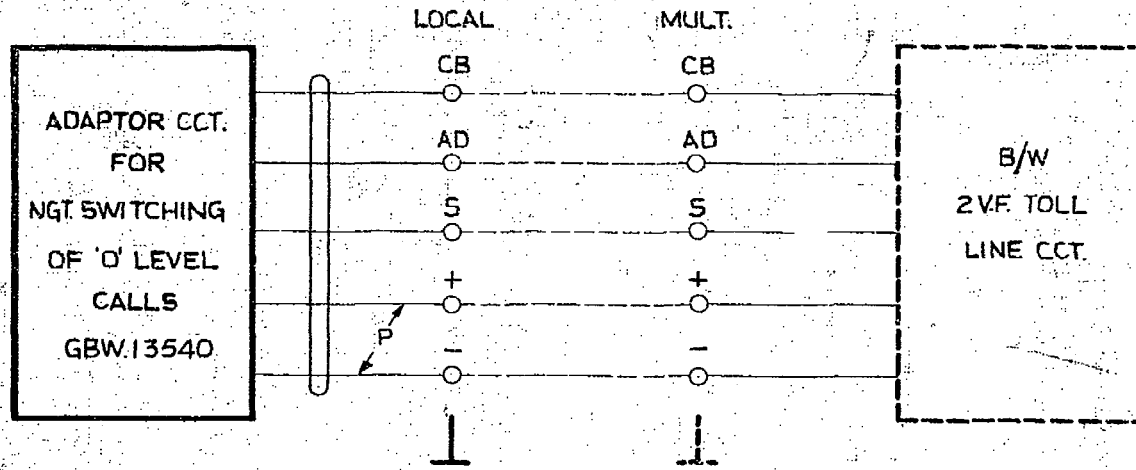 LOCAL MULT.
CB CB
ADAPTOR CCT.
FOR
NGT. SWITCHING
OF 'O' LEVEL
CALLS
GBW.13540
AD AD
S S
+ +
P
− −
B/W
2 V.F. TOLL
LINE CCT.